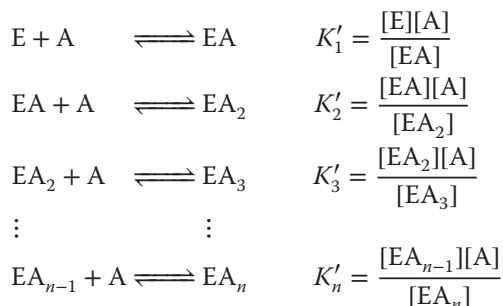 E + A ⇌ EA K′₁ = [E][A] / [EA]
EA + A ⇌ EA₂ K′₂ = [EA][A] / [EA₂]
EA₂ + A ⇌ EA₃ K′₃ = [EA₂][A] / [EA₃]
⋮ ⋮
EAₙ₋₁ + A ⇌ EAₙ K′ₙ = [EAₙ₋₁][A] / [EAₙ]